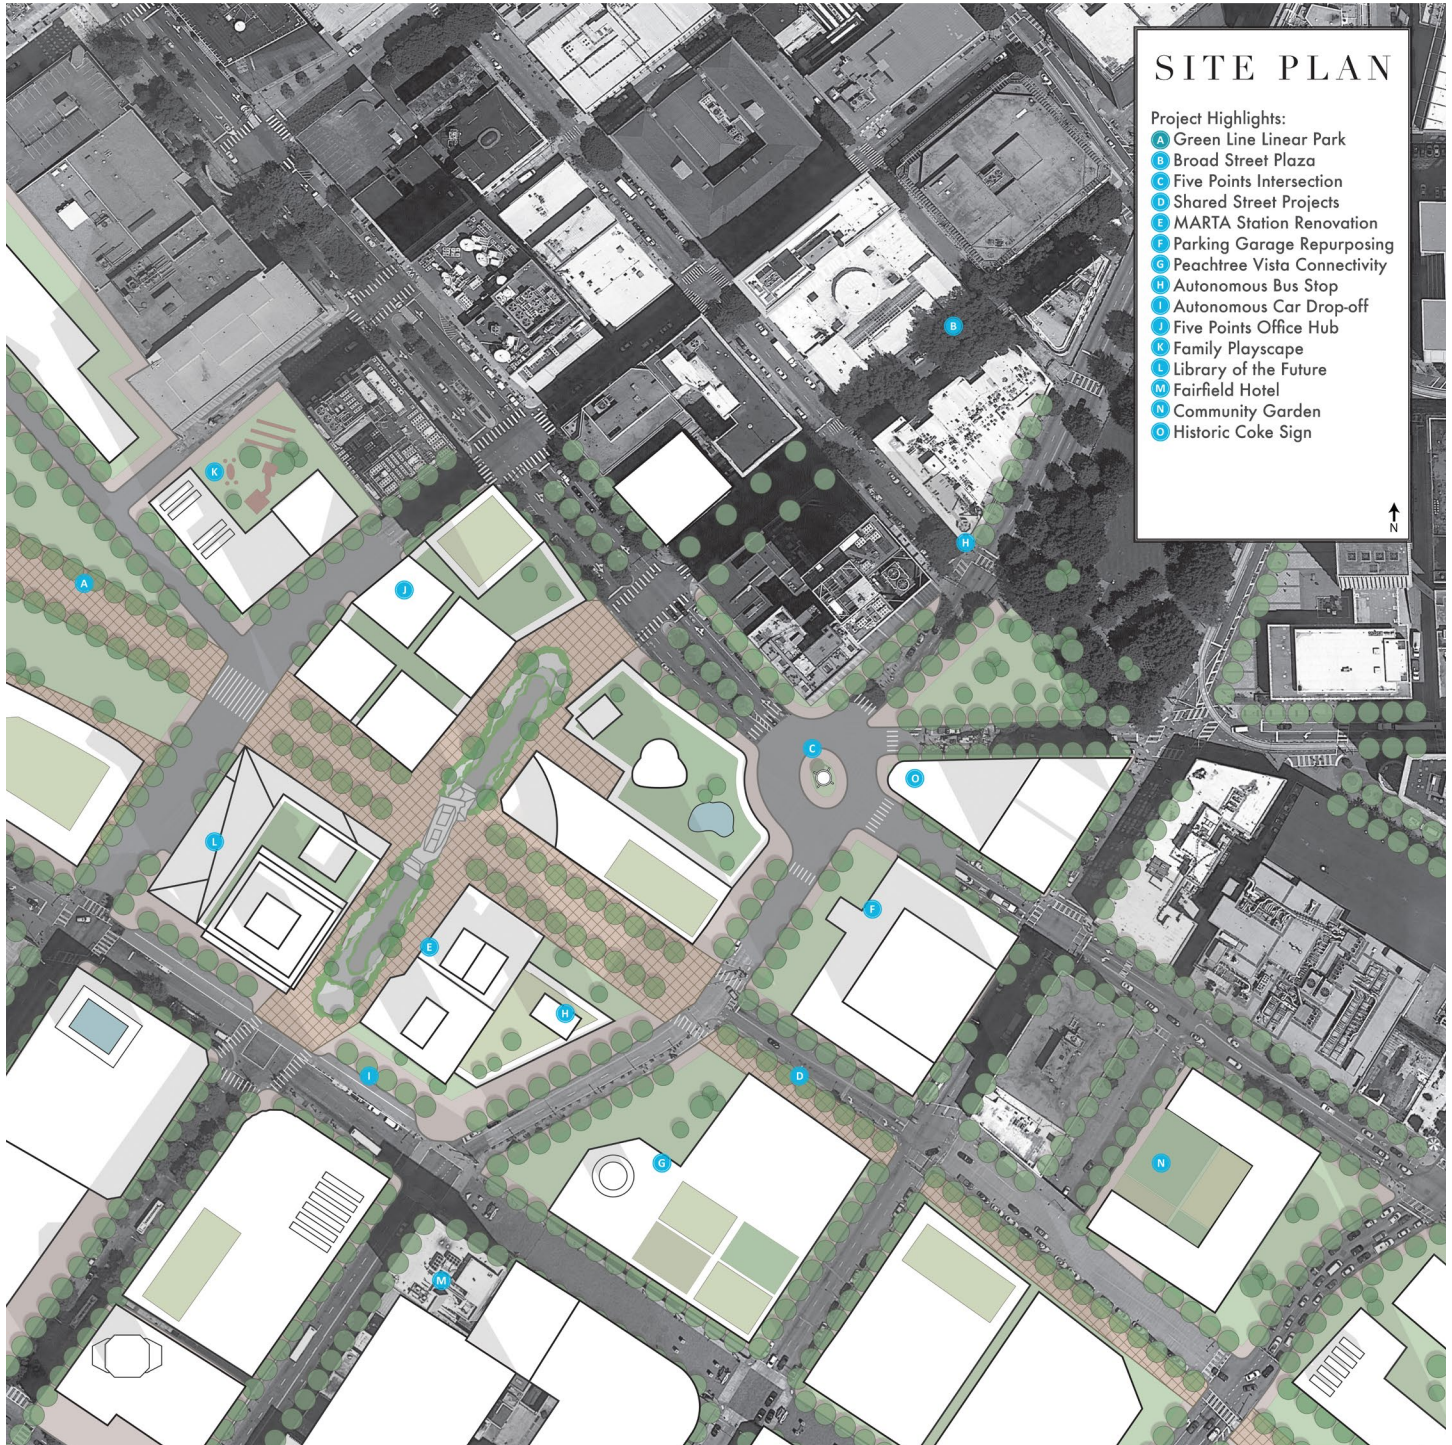 SITE PLAN
Project Highlights:
A Green Line Linear Park
B Broad Street Plaza
C Five Points Intersection
D Shared Street Projects
E MARTA Station Renovation
F Parking Garage Repurposing
G Peachtree Vista Connectivity
H Autonomous Bus Stop
I Autonomous Car Drop-off
J Five Points Office Hub
K Family Playscape
L Library of the Future
M Fairfield Hotel
N Community Garden
O Historic Coke Sign
N
B
K
H
A
J
C
O
L
F
E
H
I
D
G
N
M